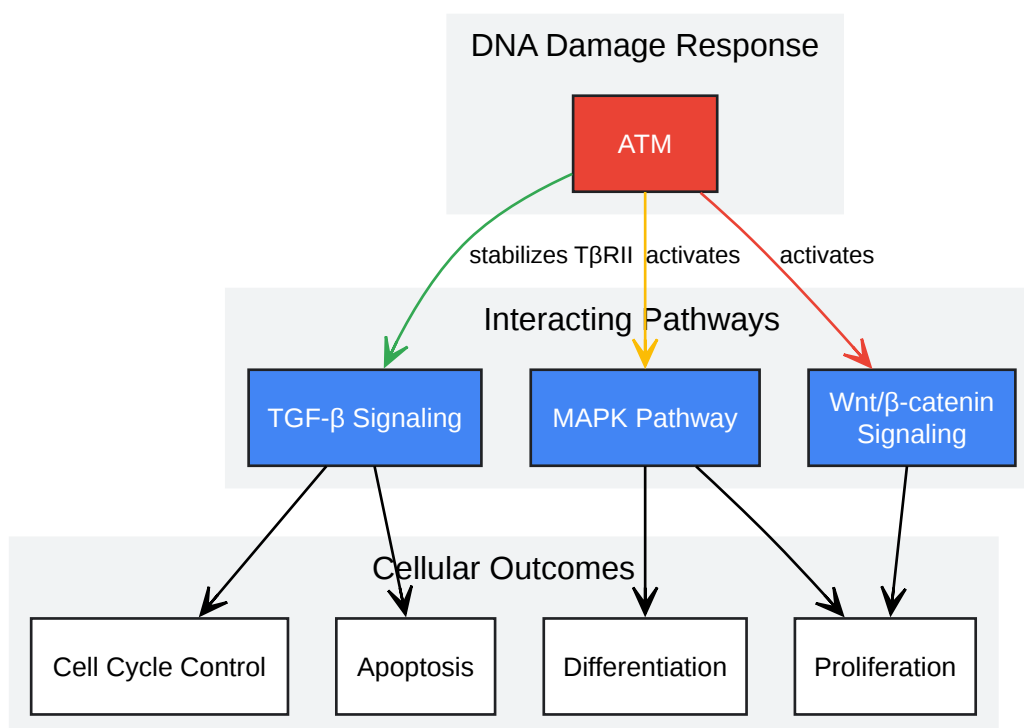 DNA Damage Response
ATM
stabilizes TβRII
activates
activates
Interacting Pathways
TGF-β Signaling
MAPK Pathway
Wnt/β-catenin
Signaling
Cellular Outcomes
Cell Cycle Control
Apoptosis
Differentiation
Proliferation